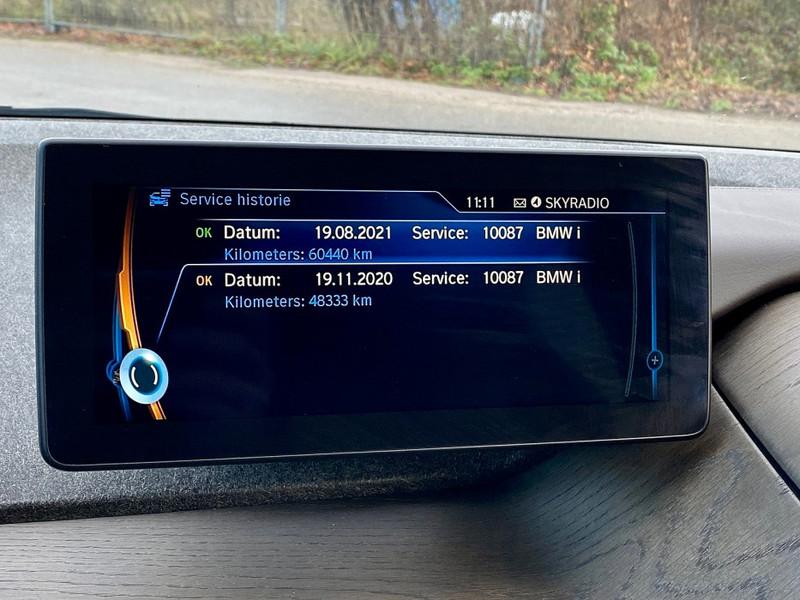 Service historie 11:11 SKYRADIO
OK Datum: 19.08.2021 Service: 10087 BMW i
Kilometers: 60440 km
OK Datum: 19.11.2020 Service: 10087 BMW i
Kilometers: 48333 km